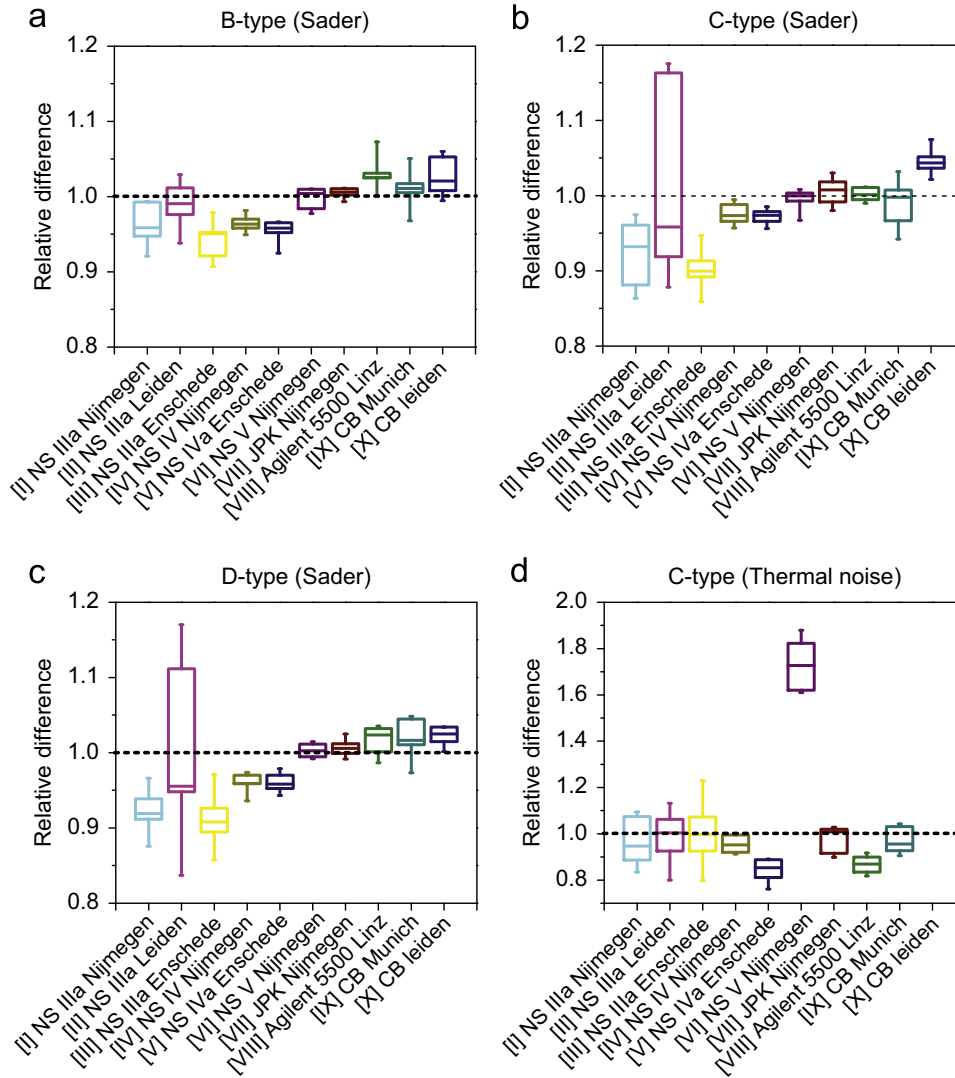 a
B-type (Sader)
Relative difference
1.2
1.1
1.0
0.9
0.8
[I] NS IIIa Nijmegen
[II] NS IIIa Leiden
[III] NS IIIa Enschede
[IV] NS IV Nijmegen
[V] NS IVa Enschede
[VI] NS V Nijmegen
[VII] JPK Nijmegen
[VIII] Agilent 5500 Linz
[IX] CB Munich
[X] CB leiden
b
C-type (Sader)
Relative difference
1.2
1.1
1.0
0.9
0.8
[I] NS IIIa Nijmegen
[II] NS IIIa Leiden
[III] NS IIIa Enschede
[IV] NS IV Nijmegen
[V] NS IVa Enschede
[VI] NS V Nijmegen
[VII] JPK Nijmegen
[VIII] Agilent 5500 Linz
[IX] CB Munich
[X] CB leiden
c
D-type (Sader)
Relative difference
1.2
1.1
1.0
0.9
0.8
[I] NS IIIa Nijmegen
[II] NS IIIa Leiden
[III] NS IIIa Enschede
[IV] NS IV Nijmegen
[V] NS IVa Enschede
[VI] NS V Nijmegen
[VII] JPK Nijmegen
[VIII] Agilent 5500 Linz
[IX] CB Munich
[X] CB leiden
d
C-type (Thermal noise)
Relative difference
2.0
1.8
1.6
1.4
1.2
1.0
0.8
[I] NS IIIa Nijmegen
[II] NS IIIa Leiden
[III] NS IIIa Enschede
[IV] NS IV Nijmegen
[V] NS IVa Enschede
[VI] NS V Nijmegen
[VII] JPK Nijmegen
[VIII] Agilent 5500 Linz
[IX] CB Munich
[X] CB leiden